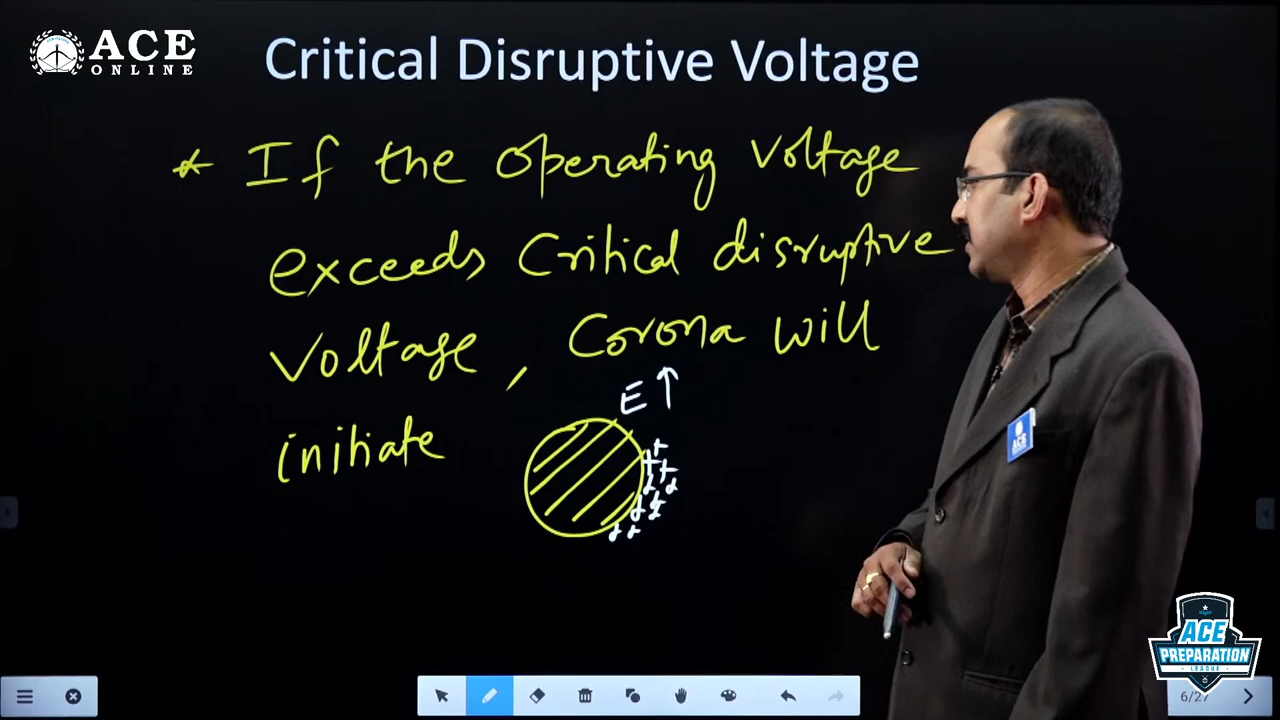 ACE
ONLINE
Critical Disruptive Voltage
* If the operating voltage
exceeds Critical disruptive
voltage, Corona will
initiate
E ↑
ACE
ACE
PREPARATION
LEAGUE
6/27